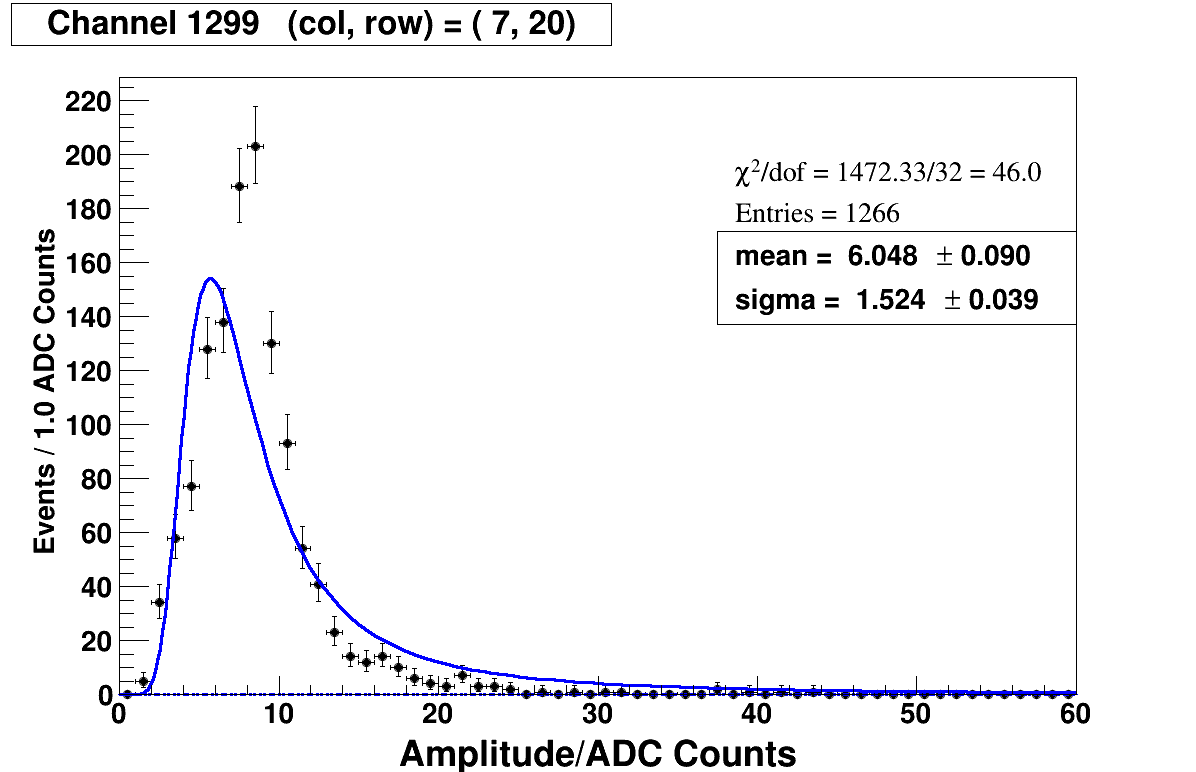 Channel 1299 (col, row) = ( 7, 20)
220
200
180
160
140
120
100
80
60
40
20
0
Events / 1.0 ADC Counts
χ²/dof = 1472.33/32 = 46.0
Entries = 1266
mean = 6.048 ± 0.090
sigma = 1.524 ± 0.039
0 10 20 30 40 50 60
Amplitude/ADC Counts